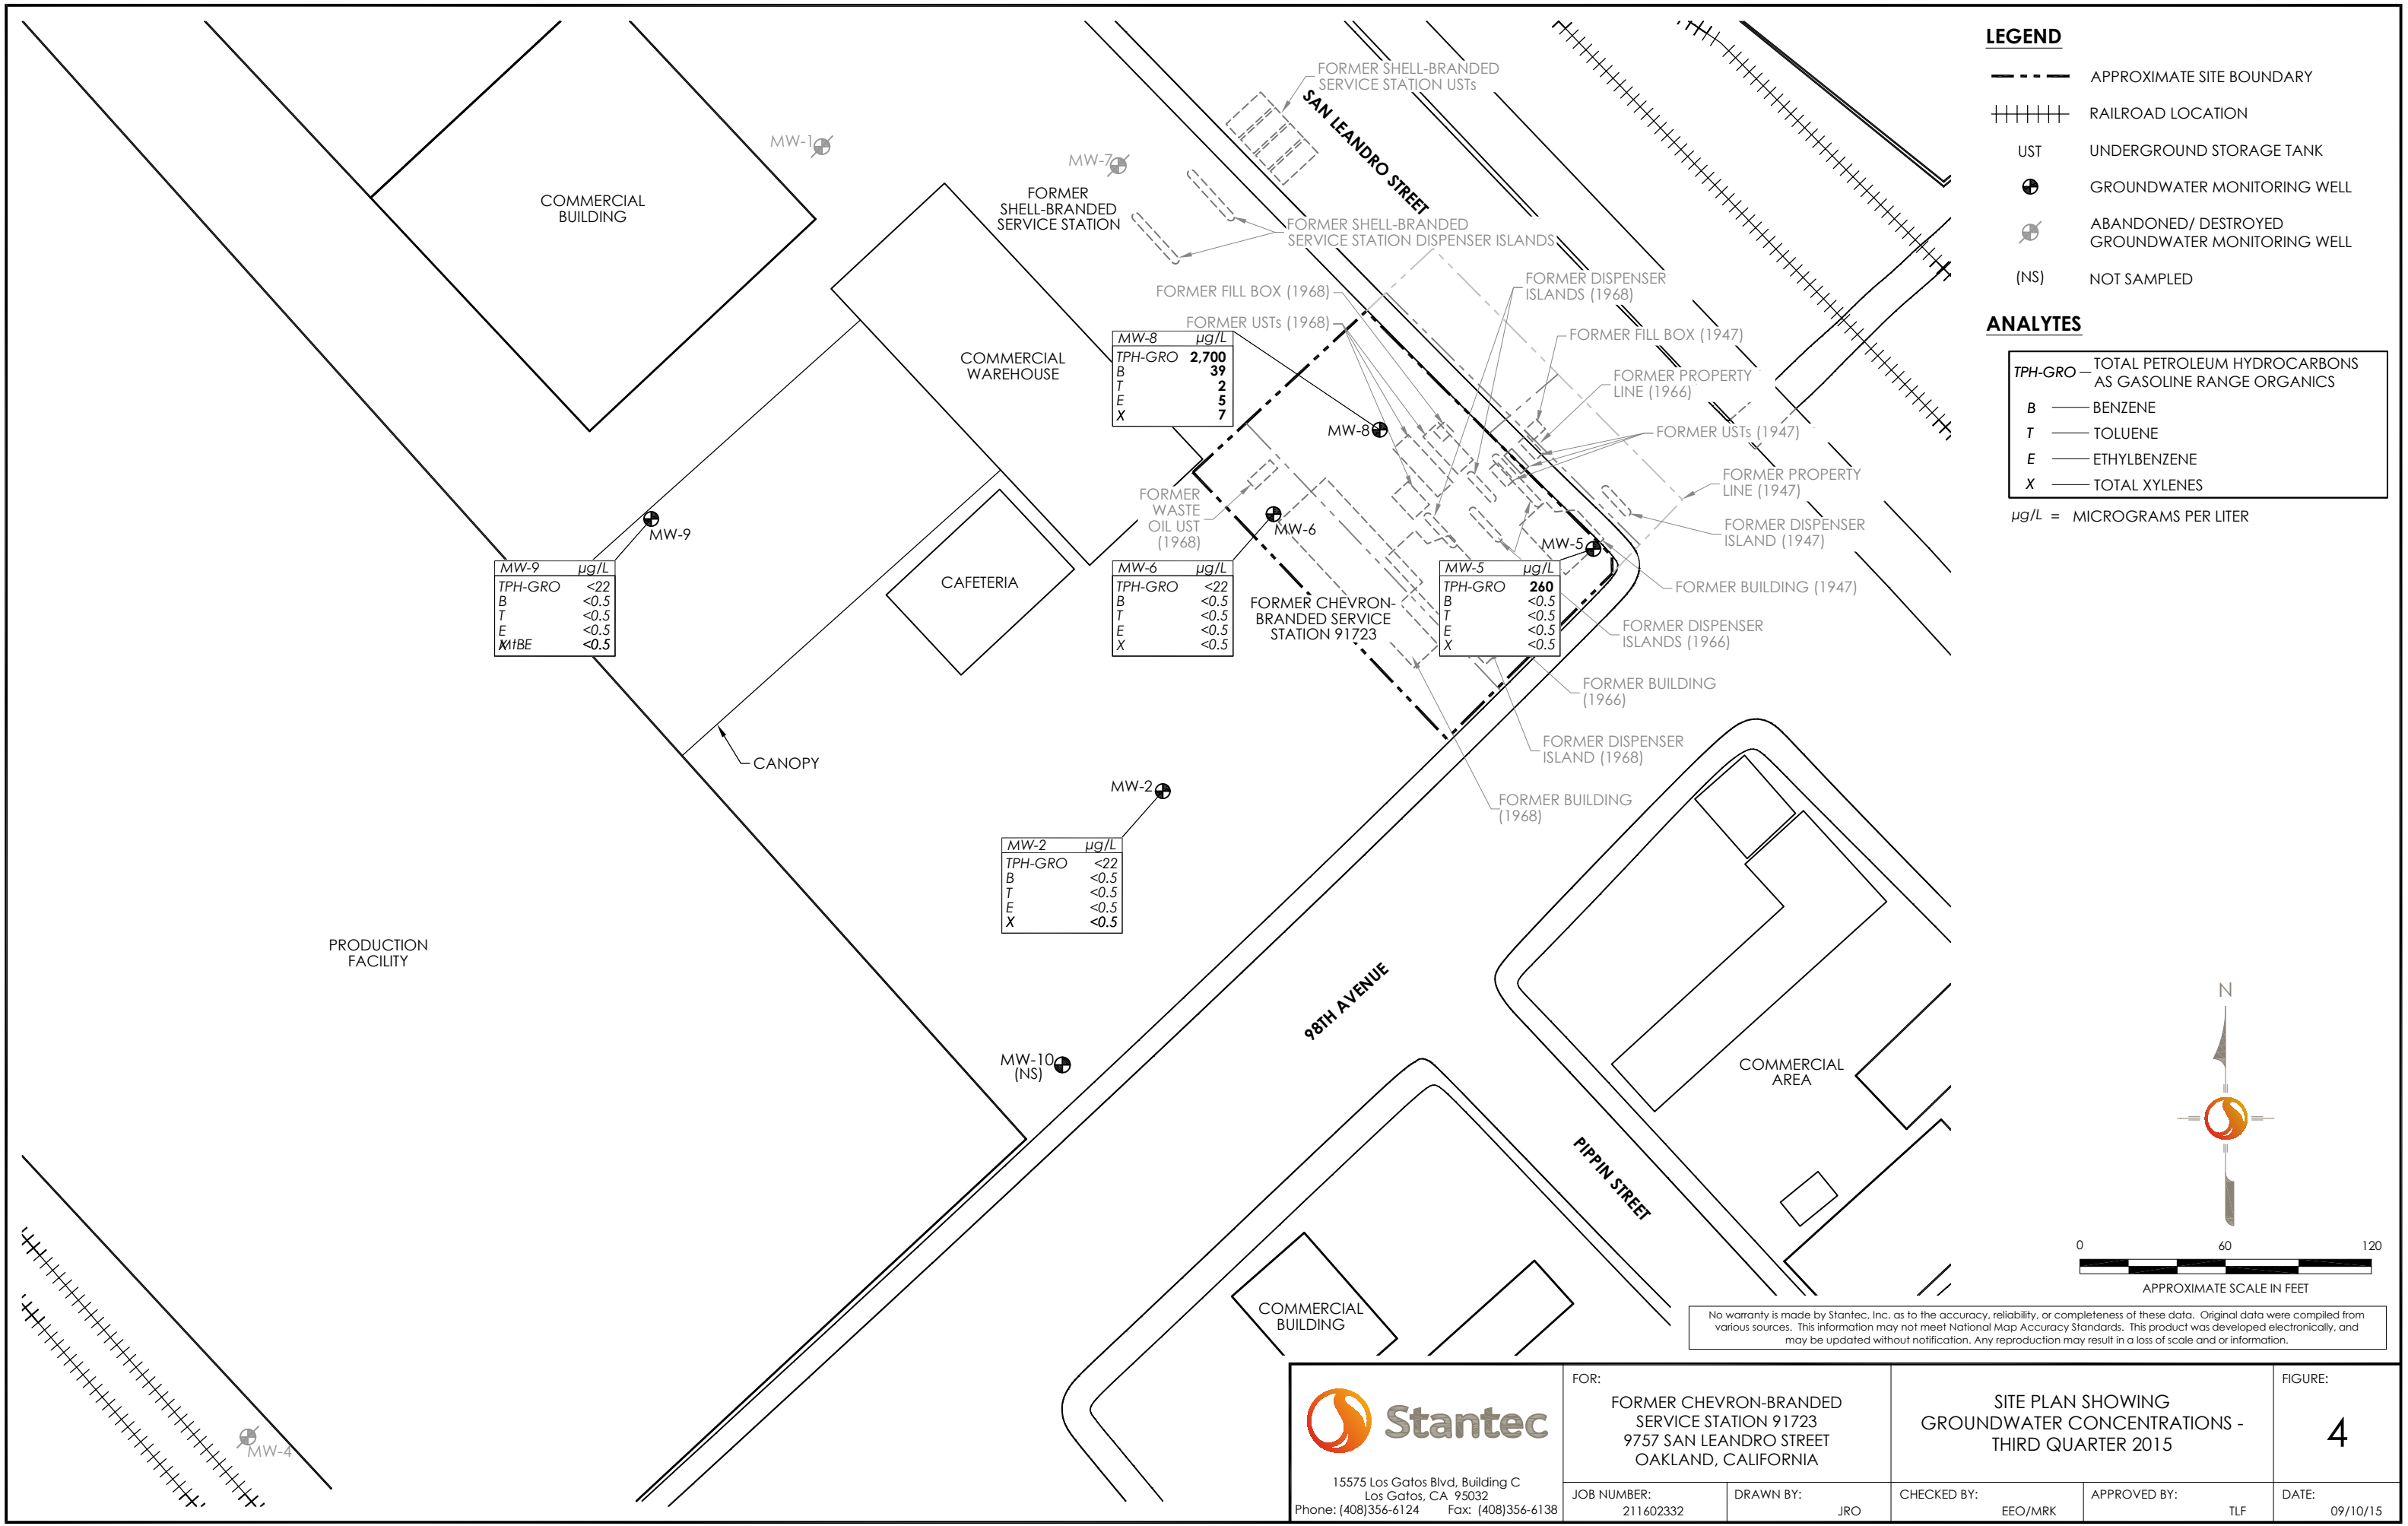 LEGEND
APPROXIMATE SITE BOUNDARY
RAILROAD LOCATION
UST UNDERGROUND STORAGE TANK
GROUNDWATER MONITORING WELL
ABANDONED/ DESTROYED
GROUNDWATER MONITORING WELL
(NS) NOT SAMPLED
ANALYTES
TPH-GRO TOTAL PETROLEUM HYDROCARBONS
AS GASOLINE RANGE ORGANICS
B BENZENE
T TOLUENE
E ETHYLBENZENE
X TOTAL XYLENES
µg/L = MICROGRAMS PER LITER
FORMER SHELL-BRANDED
SERVICE STATION USTs
SAN LEANDRO STREET
MW-1
MW-7
COMMERCIAL
BUILDING
FORMER
SHELL-BRANDED
SERVICE STATION
FORMER SHELL-BRANDED
SERVICE STATION DISPENSER ISLANDS
FORMER FILL BOX (1968)
FORMER DISPENSER
ISLANDS (1968)
FORMER USTs (1968)
FORMER FILL BOX (1947)
MW-8 µg/L
TPH-GRO 2,700
B 39
T 2
E 5
X 7
COMMERCIAL
WAREHOUSE
FORMER PROPERTY
LINE (1966)
MW-8
FORMER USTs (1947)
FORMER PROPERTY
LINE (1947)
FORMER
WASTE
OIL UST
(1968)
MW-6
MW-9
FORMER DISPENSER
ISLAND (1947)
MW-5
MW-9 µg/L
TPH-GRO <22
B <0.5
T <0.5
E <0.5
X MtBE <0.5
CAFETERIA
MW-6 µg/L
TPH-GRO <22
B <0.5
T <0.5
E <0.5
X <0.5
FORMER CHEVRON-
BRANDED SERVICE
STATION 91723
MW-5 µg/L
TPH-GRO 260
B <0.5
T <0.5
E <0.5
X <0.5
FORMER BUILDING (1947)
FORMER DISPENSER
ISLANDS (1966)
FORMER BUILDING
(1966)
FORMER DISPENSER
ISLAND (1968)
FORMER BUILDING
(1968)
CANOPY
MW-2
MW-2 µg/L
TPH-GRO <22
B <0.5
T <0.5
E <0.5
X <0.5
PRODUCTION
FACILITY
98TH AVENUE
MW-10
(NS)
COMMERCIAL
AREA
PIPPIN STREET
COMMERCIAL
BUILDING
MW-4
N
0 60 120
APPROXIMATE SCALE IN FEET
No warranty is made by Stantec, Inc. as to the accuracy, reliability, or completeness of these data. Original data were compiled from
various sources. This information may not meet National Map Accuracy Standards. This product was developed electronically, and
may be updated without notification. Any reproduction may result in a loss of scale and or information.
Stantec
15575 Los Gatos Blvd, Building C
Los Gatos, CA 95032
Phone: (408)356-6124 Fax: (408)356-6138
FOR:
FORMER CHEVRON-BRANDED
SERVICE STATION 91723
9757 SAN LEANDRO STREET
OAKLAND, CALIFORNIA
SITE PLAN SHOWING
GROUNDWATER CONCENTRATIONS -
THIRD QUARTER 2015
FIGURE:
4
JOB NUMBER:
211602332
DRAWN BY:
JRO
CHECKED BY:
EEO/MRK
APPROVED BY:
TLF
DATE:
09/10/15